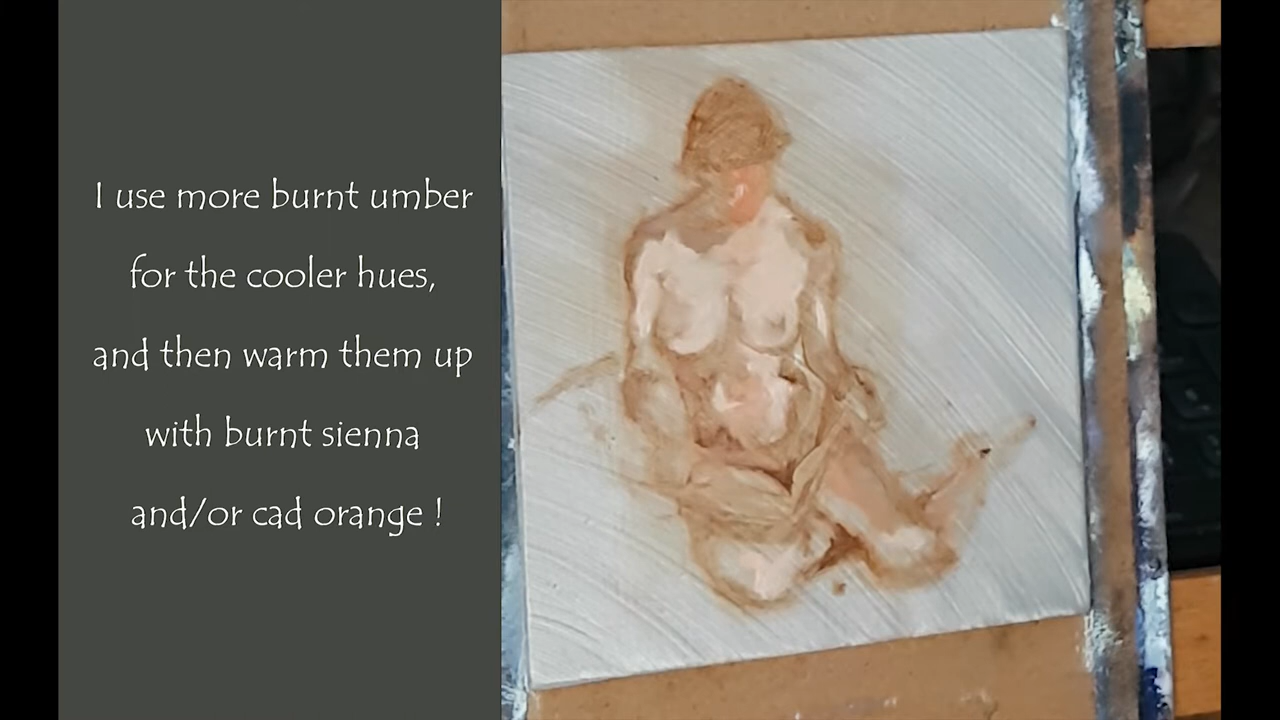 I use more burnt umber
for the cooler hues,
and then warm them up
with burnt sienna
and/or cad orange !